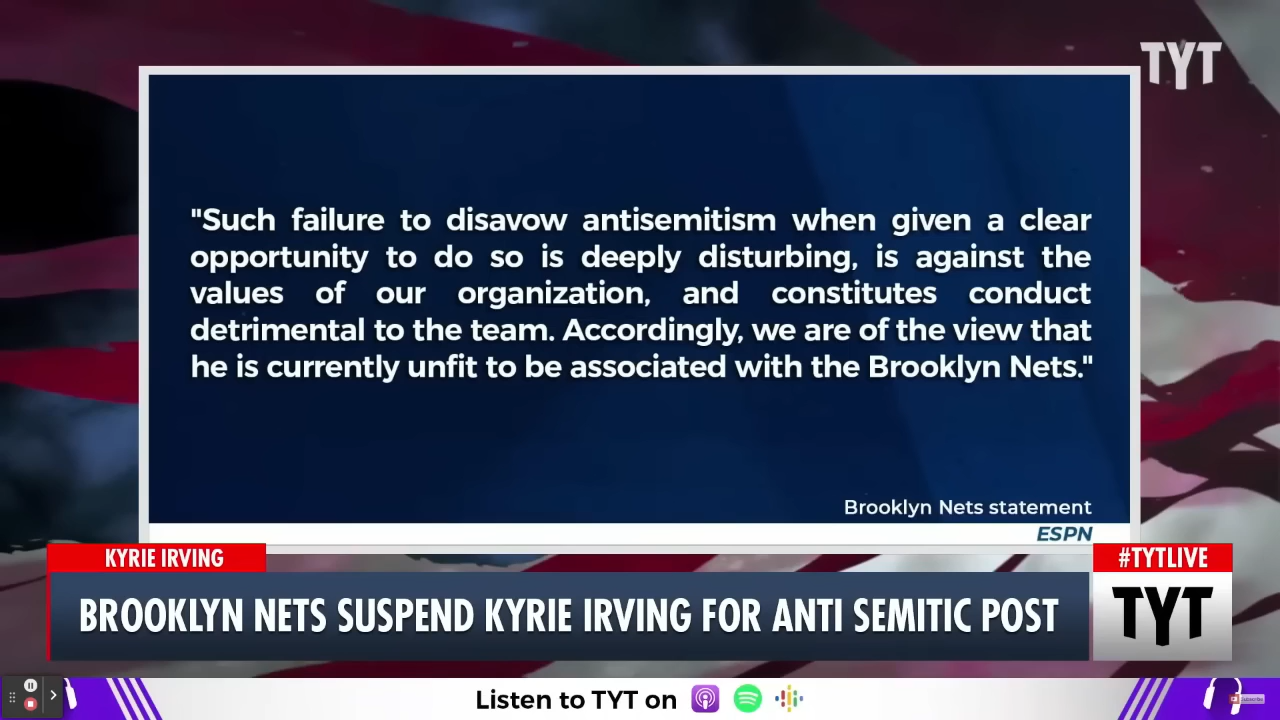 TYT
"Such failure to disavow antisemitism when given a clear
opportunity to do so is deeply disturbing, is against the
values of our organization, and constitutes conduct
detrimental to the team. Accordingly, we are of the view that
he is currently unfit to be associated with the Brooklyn Nets."
Brooklyn Nets statement
ESPN
KYRIE IRVING
#TYTLIVE
BROOKLYN NETS SUSPEND KYRIE IRVING FOR ANTI SEMITIC POST
TYT
Listen to TYT on
Subscribe